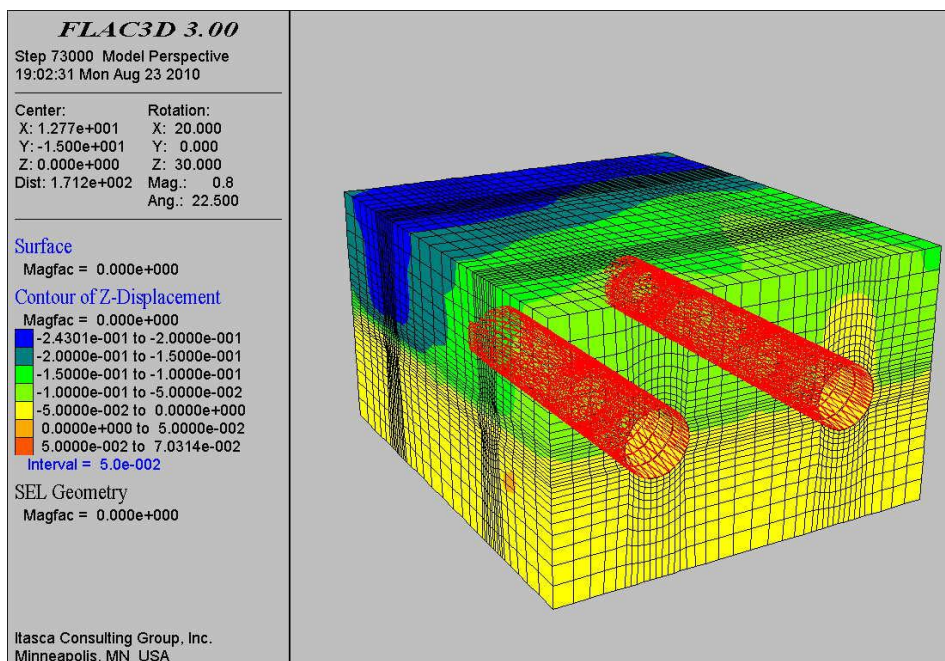 FLAC3D 3.00
Step 73000 Model Perspective
19:02:31 Mon Aug 23 2010
Center: Rotation:
X: 1.277e+001 X: 20.000
Y: -1.500e+001 Y: 0.000
Z: 0.000e+000 Z: 30.000
Dist: 1.712e+002 Mag.: 0.8
Ang.: 22.500
Surface
Magfac = 0.000e+000
Contour of Z-Displacement
Magfac = 0.000e+000
-2.4301e-001 to -2.0000e-001
-2.0000e-001 to -1.5000e-001
-1.5000e-001 to -1.0000e-001
-1.0000e-001 to -5.0000e-002
-5.0000e-002 to 0.0000e+000
0.0000e+000 to 5.0000e-002
5.0000e-002 to 7.0314e-002
Interval = 5.0e-002
SEL Geometry
Magfac = 0.000e+000
Itasca Consulting Group, Inc.
Minneapolis, MN USA